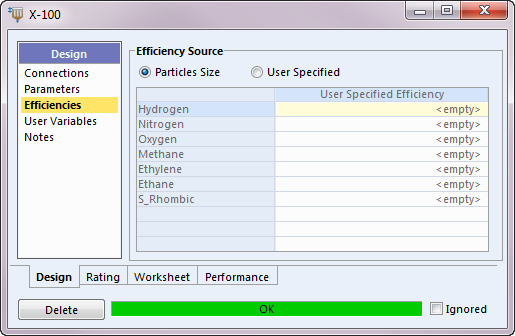 X-100
Design
Connections
Parameters
Efficiencies
User Variables
Notes
Efficiency Source
Particles Size
User Specified
User Specified Efficiency
Hydrogen <empty>
Nitrogen <empty>
Oxygen <empty>
Methane <empty>
Ethylene <empty>
Ethane <empty>
S_Rhombic <empty>
Design Rating Worksheet Performance
Delete OK Ignored